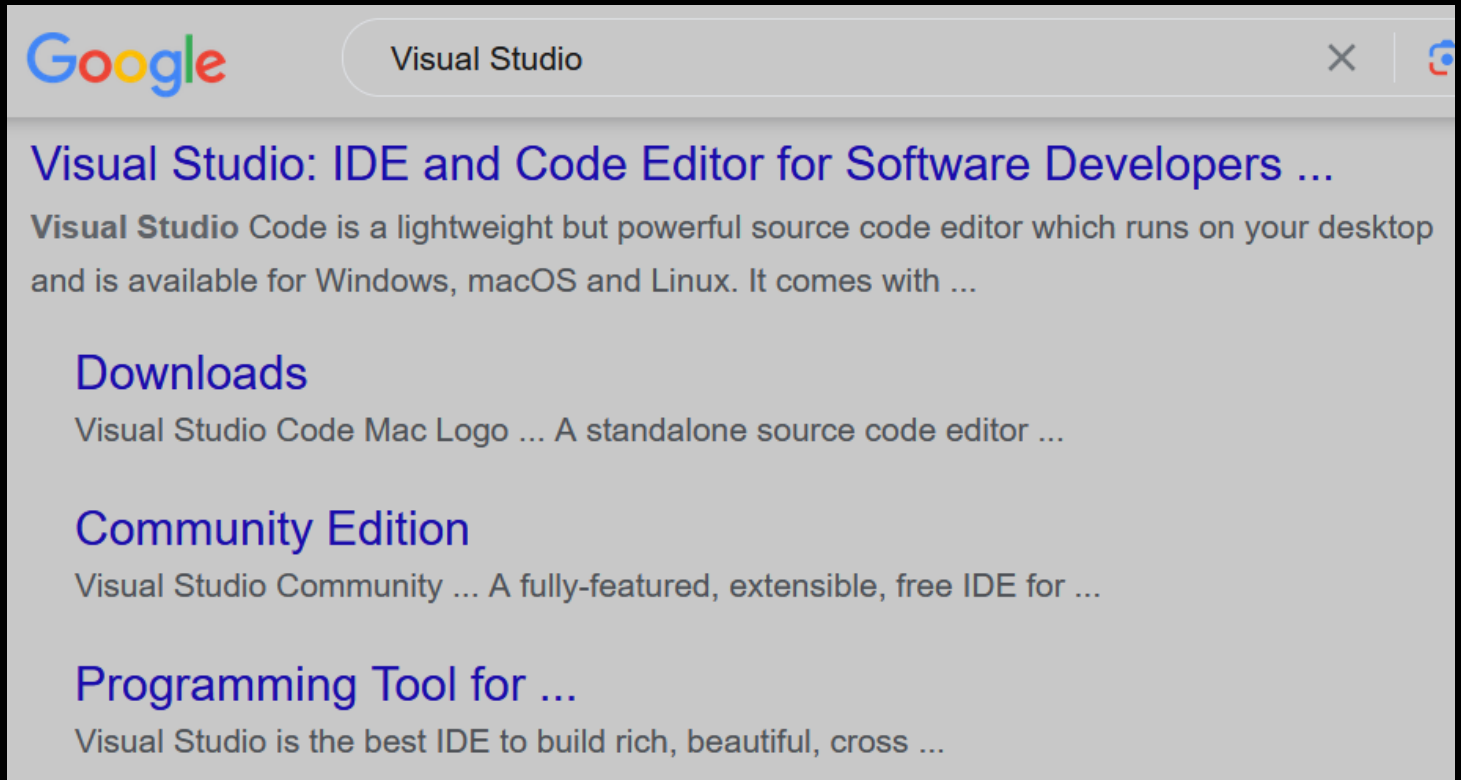 Google
Visual Studio
Visual Studio: IDE and Code Editor for Software Developers ...
Visual Studio Code is a lightweight but powerful source code editor which runs on your desktop
and is available for Windows, macOS and Linux. It comes with ...
Downloads
Visual Studio Code Mac Logo ... A standalone source code editor ...
Community Edition
Visual Studio Community ... A fully-featured, extensible, free IDE for ...
Programming Tool for ...
Visual Studio is the best IDE to build rich, beautiful, cross ...